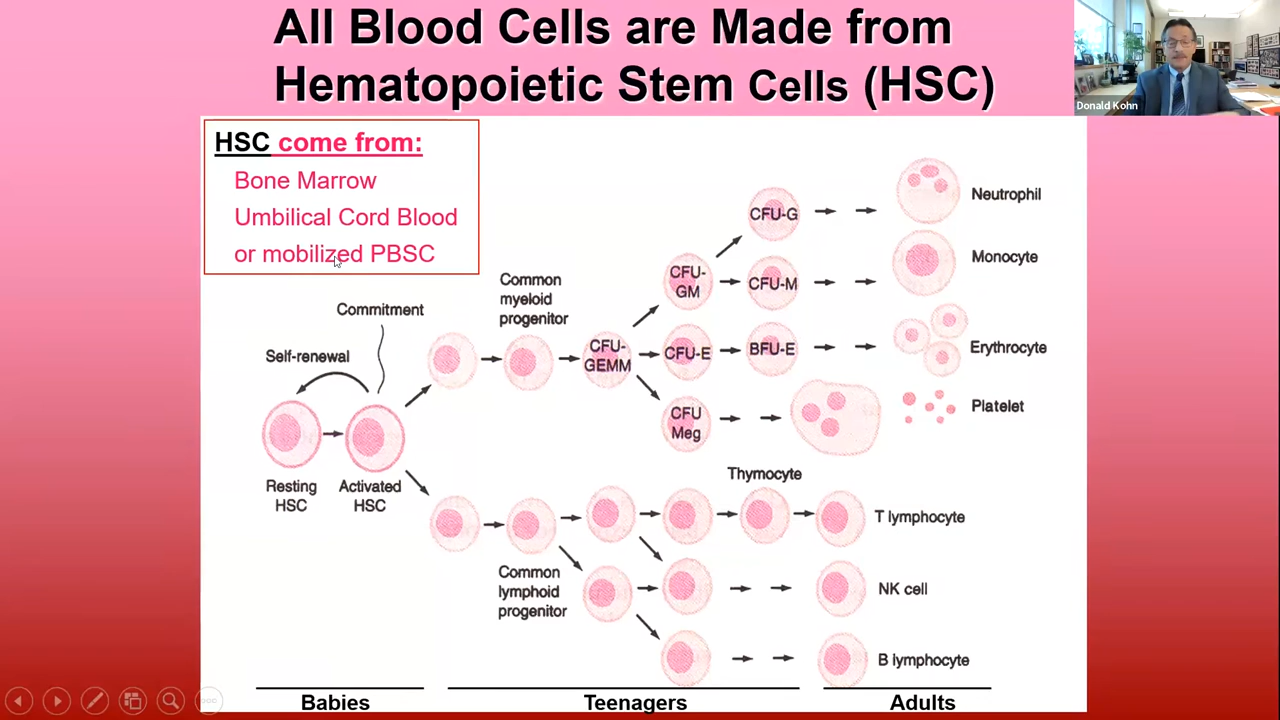 All Blood Cells are Made from
Hematopoietic Stem Cells (HSC)
Donald Kohn
HSC come from:
Bone Marrow
Umbilical Cord Blood
or mobilized PBSC
Commitment
Self-renewal
Resting
HSC
Activated
HSC
Common
myeloid
progenitor
CFU-
GEMM
CFU-
GM
CFU-G
Neutrophil
CFU-M
Monocyte
CFU-E
BFU-E
Erythrocyte
CFU
Meg
Platelet
Thymocyte
T lymphocyte
Common
lymphoid
progenitor
NK cell
B lymphocyte
Babies
Teenagers
Adults